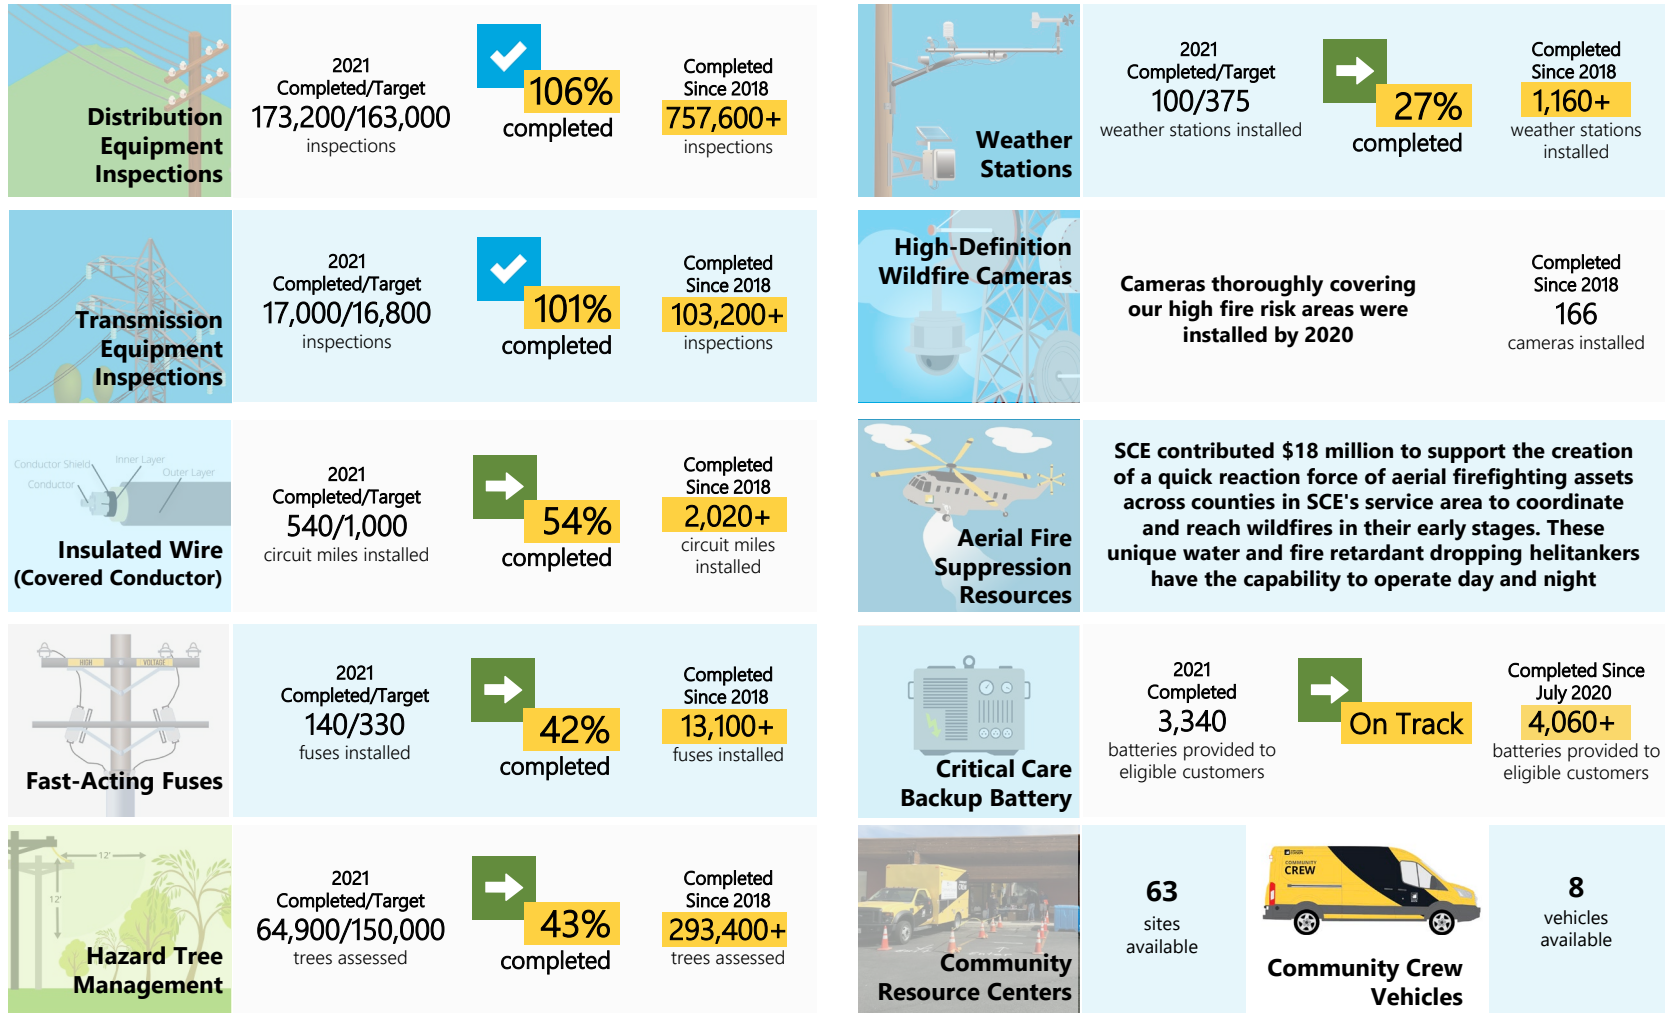 Distribution
Equipment
Inspections
2021
Completed/Target
173,200/163,000
inspections
106%
completed
Completed
Since 2018
757,600+
inspections
Transmission
Equipment
Inspections
2021
Completed/Target
17,000/16,800
inspections
101%
completed
Completed
Since 2018
103,200+
inspections
Conductor Shield
Inner Layer
Outer Layer
Conductor
Insulated Wire
(Covered Conductor)
2021
Completed/Target
540/1,000
circuit miles installed
54%
completed
Completed
Since 2018
2,020+
circuit miles
installed
HIGH VOLTAGE
Fast-Acting Fuses
2021
Completed/Target
140/330
fuses installed
42%
completed
Completed
Since 2018
13,100+
fuses installed
12'
12'
Hazard Tree
Management
2021
Completed/Target
64,900/150,000
trees assessed
43%
completed
Completed
Since 2018
293,400+
trees assessed
Weather
Stations
2021
Completed/Target
100/375
weather stations installed
27%
completed
Completed
Since 2018
1,160+
weather stations
installed
High-Definition
Wildfire Cameras
Cameras thoroughly covering
our high fire risk areas were
installed by 2020
Completed
Since 2018
166
cameras installed
Aerial Fire
Suppression
Resources
SCE contributed $18 million to support the creation
of a quick reaction force of aerial firefighting assets
across counties in SCE's service area to coordinate
and reach wildfires in their early stages. These
unique water and fire retardant dropping helitankers
have the capability to operate day and night
Critical Care
Backup Battery
2021
Completed
3,340
batteries provided to
eligible customers
On Track
Completed Since
July 2020
4,060+
batteries provided to
eligible customers
CREW
Community
Resource Centers
63
sites
available
COMMUNITY
CREW
Community Crew
Vehicles
8
vehicles
available